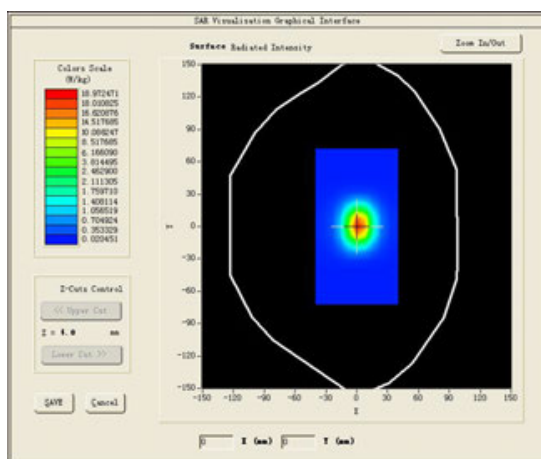 SAR Visualisation Graphical Interface
Surface Radiated Intensity
Zoom In/Out
Colors Scale
(W/kg)
18.972471
18.010825
16.620876
14.517685
10.086247
8.517685
6.166090
3.814495
2.462900
2.111305
1.759710
1.408114
1.056519
0.704924
0.353329
0.020451
150
120
90
60
30
0
-30
-60
-90
-120
-150
Y
-150 -120 -90 -60 -30 0 30 60 90 120 150
X
Z-Cuts Control
<< Upper Cut
Z = 4.0 mm
Lower Cut >>
SAVE
Cancel
0 X (mm) 0 Y (mm)